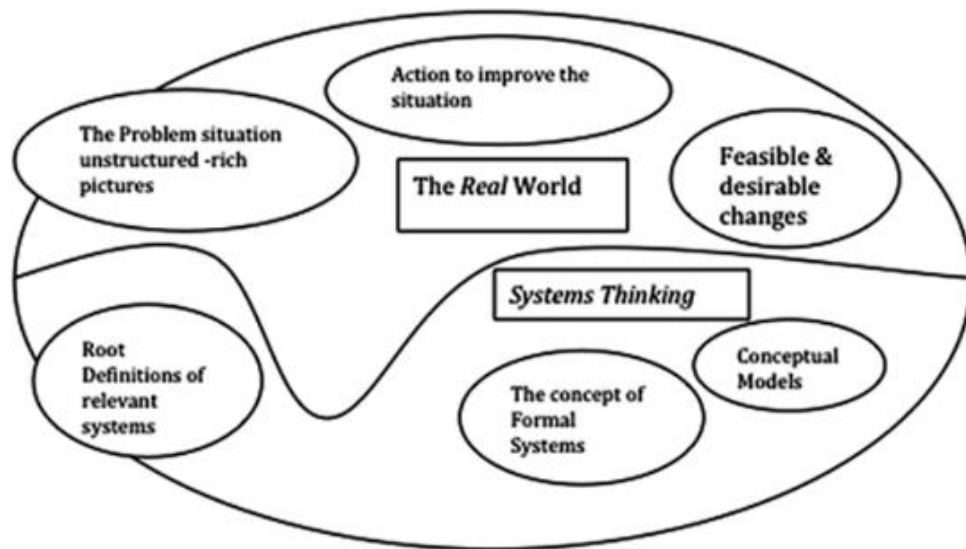 Action to improve the
situation
The Problem situation
unstructured -rich
pictures
The Real World
Feasible &
desirable
changes
Systems Thinking
Root
Definitions of
relevant
systems
The concept of
Formal
Systems
Conceptual
Models